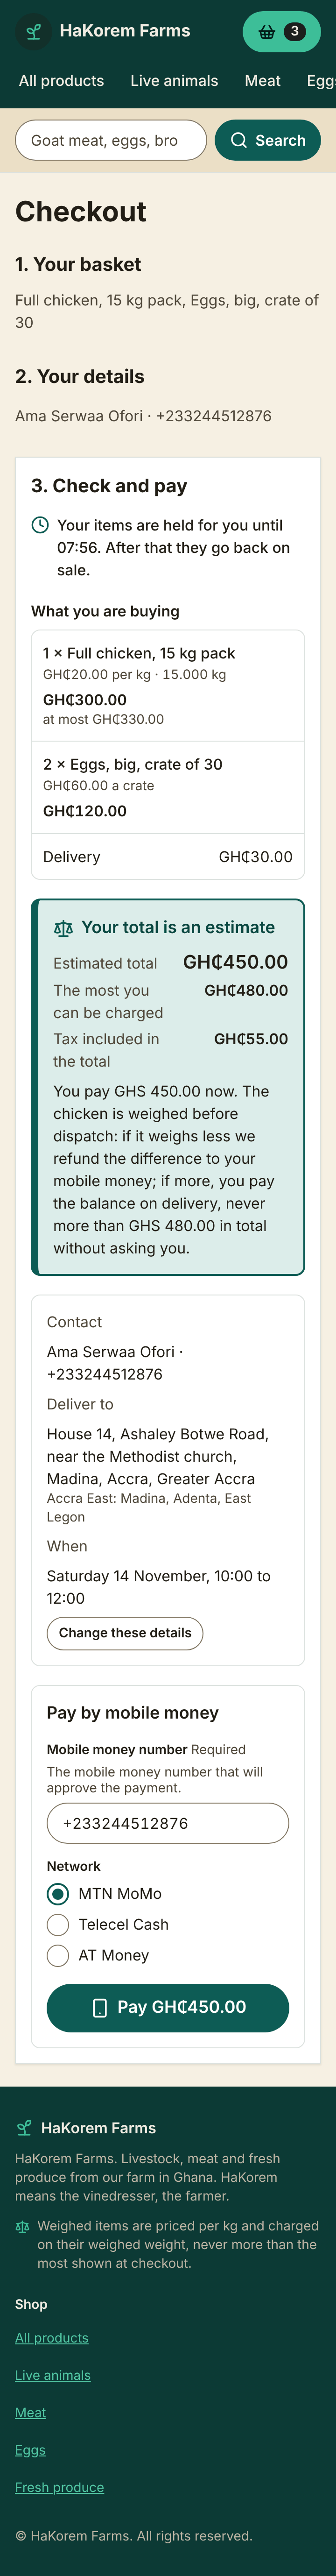 HaKorem Farms
3
All products Live animals Meat Eggs
Goat meat, eggs, bro
Search
Checkout
1. Your basket
Full chicken, 15 kg pack, Eggs, big, crate of
30
2. Your details
Ama Serwaa Ofori · +233244512876
3. Check and pay
Your items are held for you until
07:56. After that they go back on
sale.
What you are buying
1 × Full chicken, 15 kg pack
GH₵20.00 per kg · 15.000 kg
GH₵300.00
at most GH₵330.00
2 × Eggs, big, crate of 30
GH₵60.00 a crate
GH₵120.00
Delivery GH₵30.00
Your total is an estimate
Estimated total GH₵450.00
The most you GH₵480.00
can be charged
Tax included in GH₵55.00
the total
You pay GHS 450.00 now. The
chicken is weighed before
dispatch: if it weighs less we
refund the difference to your
mobile money; if more, you pay
the balance on delivery, never
more than GHS 480.00 in total
without asking you.
Contact
Ama Serwaa Ofori ·
+233244512876
Deliver to
House 14, Ashaley Botwe Road,
near the Methodist church,
Madina, Accra, Greater Accra
Accra East: Madina, Adenta, East
Legon
When
Saturday 14 November, 10:00 to
12:00
Change these details
Pay by mobile money
Mobile money number Required
The mobile money number that will
approve the payment.
+233244512876
Network
MTN MoMo
Telecel Cash
AT Money
Pay GH₵450.00
HaKorem Farms
HaKorem Farms. Livestock, meat and fresh
produce from our farm in Ghana. HaKorem
means the vinedresser, the farmer.
Weighed items are priced per kg and charged
on their weighed weight, never more than the
most shown at checkout.
Shop
All products
Live animals
Meat
Eggs
Fresh produce
© HaKorem Farms. All rights reserved.